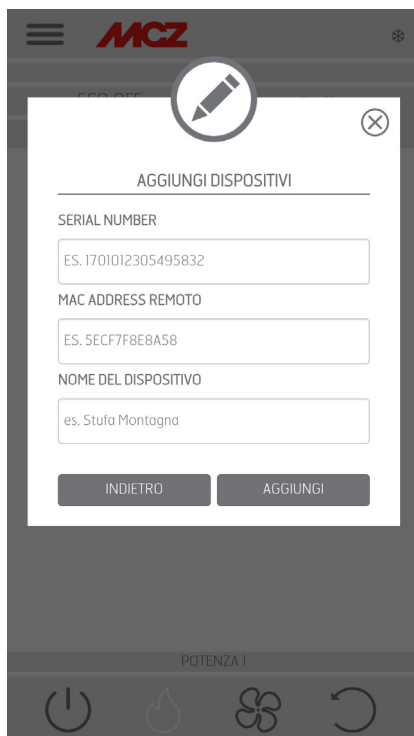 MCZ
AGGIUNGI DISPOSITIVI
SERIAL NUMBER
ES. 1701012305495832
MAC ADDRESS REMOTO
ES. 5ECF7F8E8A58
NOME DEL DISPOSITIVO
es. Stufa Montagna
INDIETRO AGGIUNGI
POTENZA 1